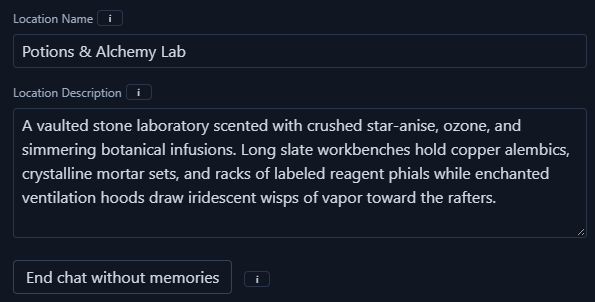 Location Name i
Potions & Alchemy Lab
Location Description i
A vaulted stone laboratory scented with crushed star-anise, ozone, and
simmering botanical infusions. Long slate workbenches hold copper alembics,
crystalline mortar sets, and racks of labeled reagent phials while enchanted
ventilation hoods draw iridescent wisps of vapor toward the rafters.
End chat without memories i